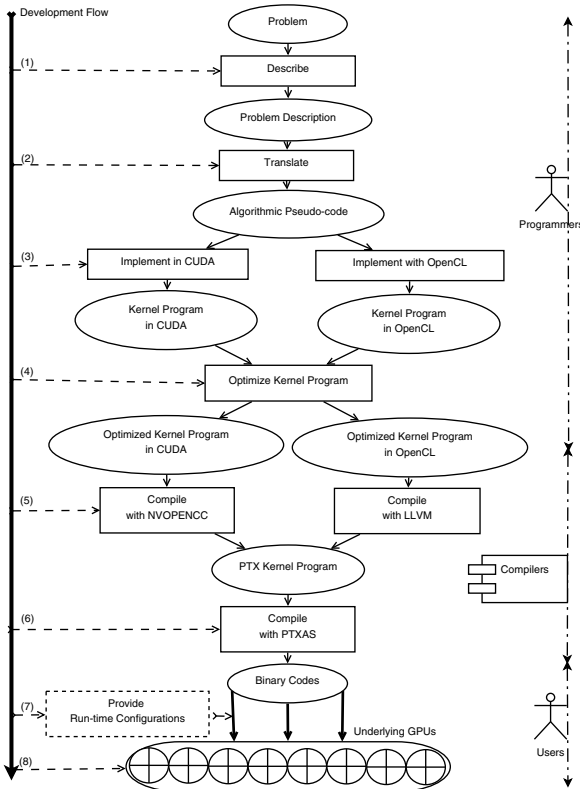 Development Flow
Problem
(1)
Describe
Problem Description
(2)
Translate
Algorithmic Pseudo-code
Programmers
(3)
Implement in CUDA
Implement with OpenCL
Kernel Program
in CUDA
Kernel Program
in OpenCL
(4)
Optimize Kernel Program
Optimized Kernel Program
in CUDA
Optimized Kernel Program
in OpenCL
(5)
Compile
with NVOPENCC
Compile
with LLVM
PTX Kernel Program
Compilers
(6)
Compile
with PTXAS
Binary Codes
(7)
Provide
Run-time Configurations
Underlying GPUs
Users
(8)